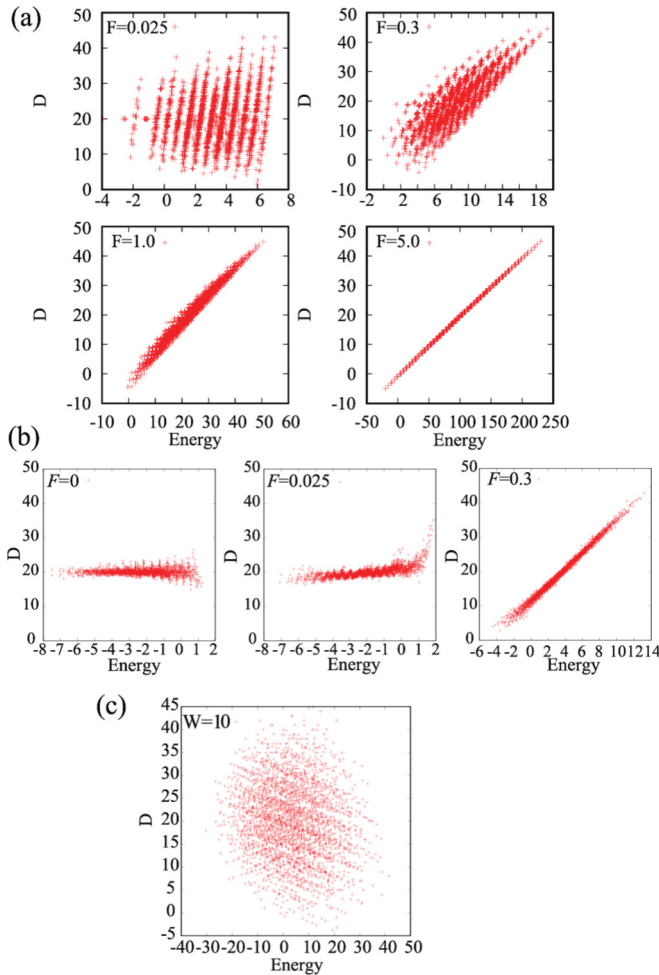 (a)
F=0.025
F=0.3
50
40
30
20
10
0
D
-4 -2 0 2 4 6 8
50
40
30
20
10
0
-10
D
-2 2 6 10 14 18
F=1.0
F=5.0
50
40
30
20
10
0
-10
D
-10 0 10 20 30 40 50 60
Energy
50
40
30
20
10
0
-10
D
-50 0 50 100 150 200 250
Energy
(b)
F=0
F=0.025
F=0.3
50
40
30
20
10
0
D
-8 -7 -6 -5 -4 -3 -2 -1 0 1 2
Energy
50
40
30
20
10
0
D
-8 -7 -6 -5 -4 -3 -2 -1 0 1 2
Energy
50
40
30
20
10
0
D
-6 -4 -2 0 2 4 6 8 10 12 14
Energy
(c)
W=10
45
40
35
30
25
20
15
10
5
0
-5
D
-40 -30 -20 -10 0 10 20 30 40 50
Energy